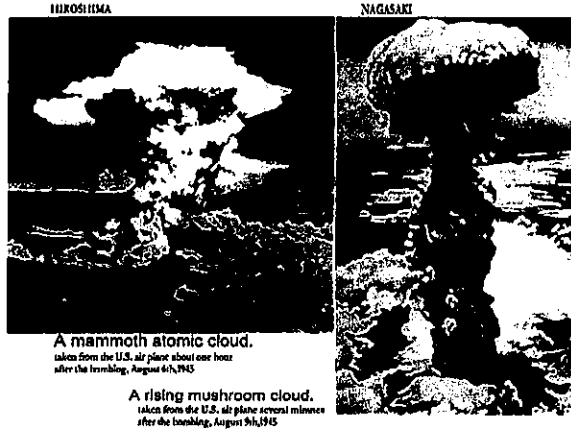 HIROSHIMA
NAGASAKI
A mammoth atomic cloud.
taken from the U.S. air plane about one hour
after the bombing, August 6th,1945
A rising mushroom cloud.
taken from the U.S. air plane several minutes
after the bombing, August 9th,1945